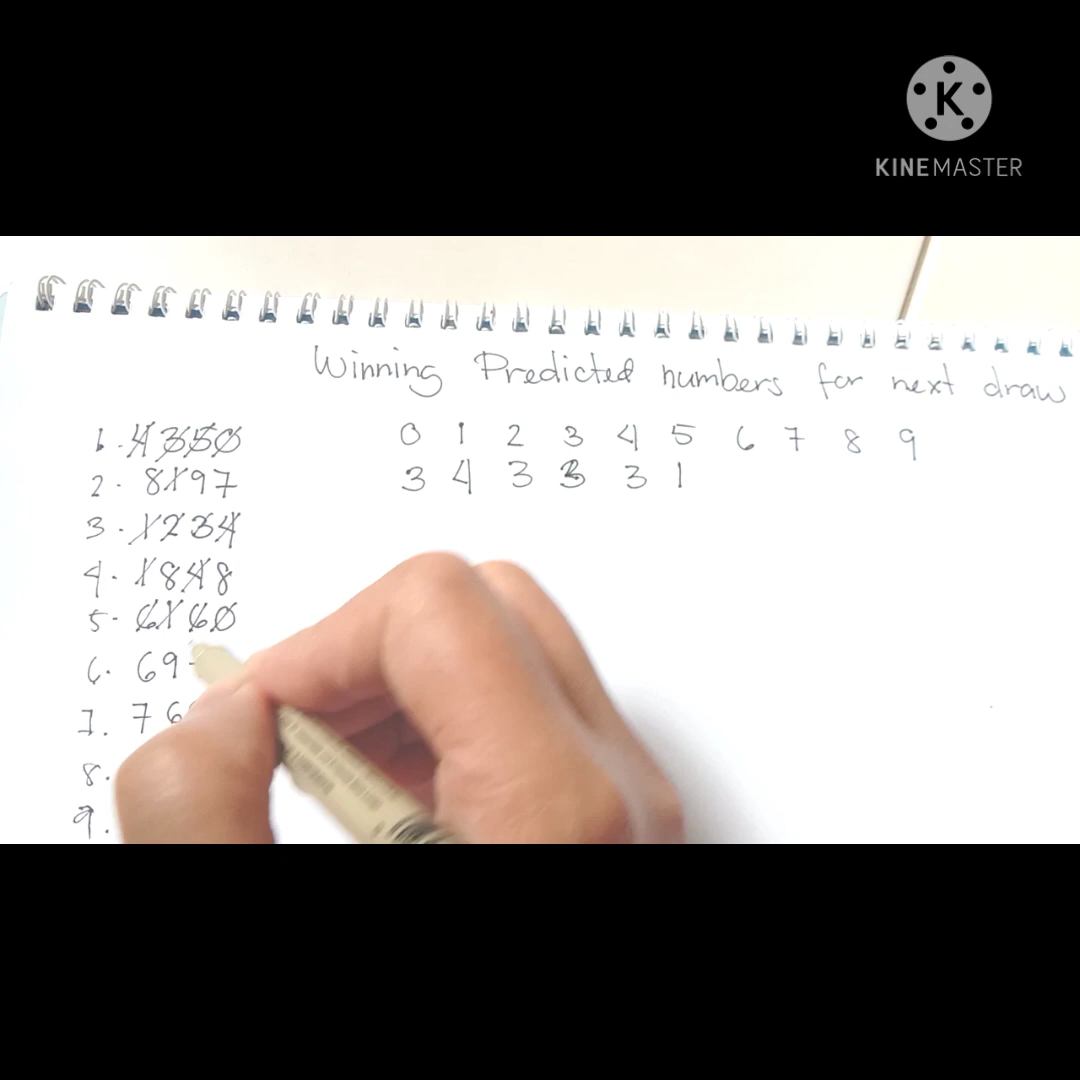 KINEMASTER
Winning Predicted numbers for next draw
0 1 2 3 4 5 6 7 8 9
3 4 3 3 3 1
1. 4350
2. 8197
3. 1234
4. 1848
5. 6160
6. 69
7. 76
8.
9.